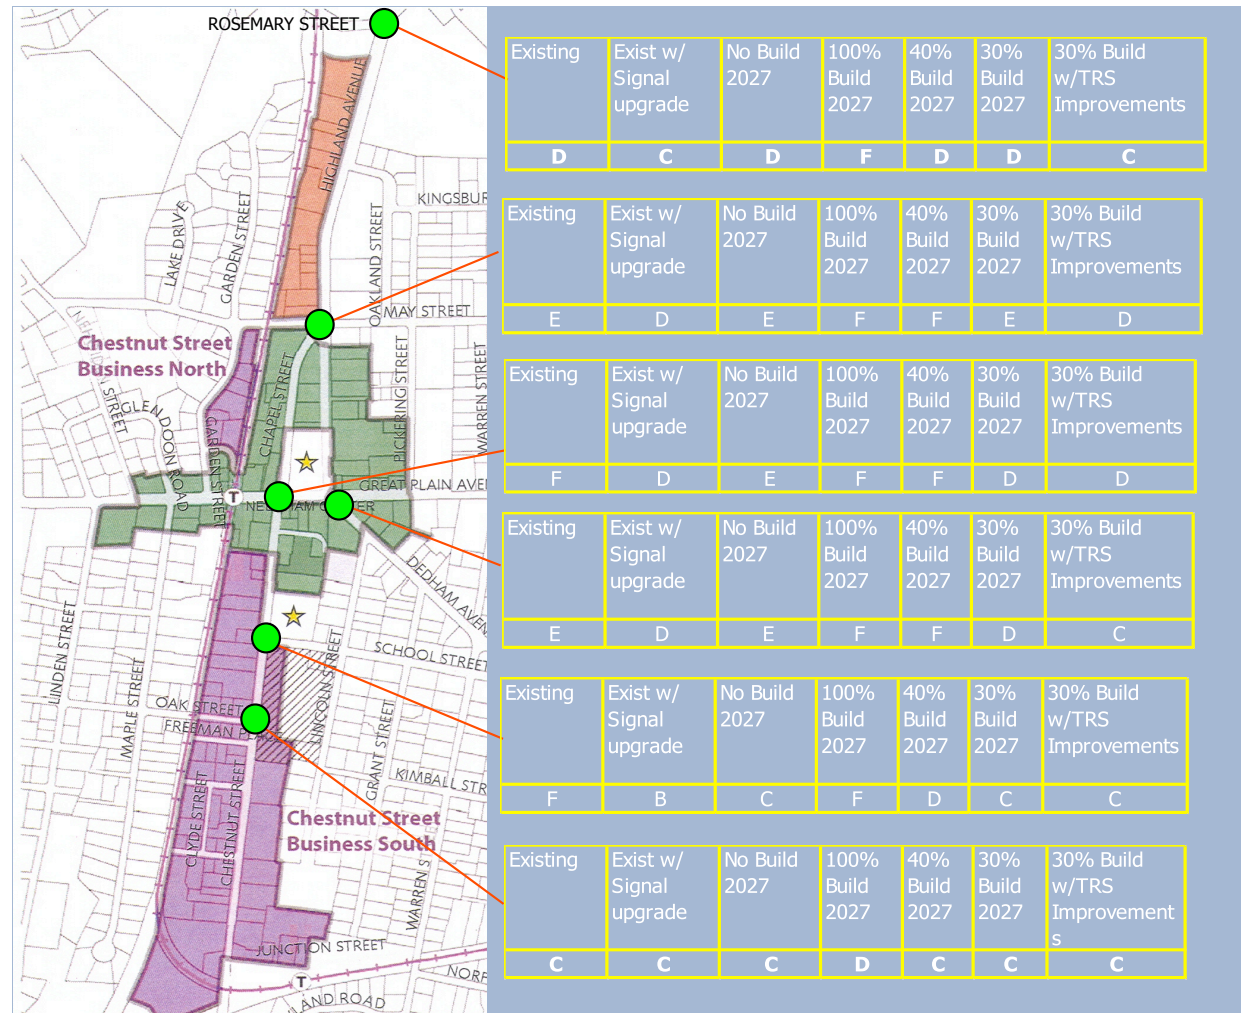 ROSEMARY STREET
HIGHLAND AVENUE
KINGSBUR
LAKE DRIVE
GARDEN STREET
OAKLAND STREET
MAY STREET
Chestnut Street
Business North
CHAPEL STREET
PICKERING STREET
WARREN STREET
GLENDOON ROAD
GARDEN STREET
GREAT PLAIN AVEN
T
DEDHAM AVEN
LINDEN STREET
MAPLE STREET
SCHOOL STREET
LINCOLN STREET
OAK STREET
FREEMAN PLACE
GRANT STREET
KIMBALL STR
CLYDE STREET
CHESTNUT STREET
Chestnut Street
Business South
WARREN S
JUNCTION STREET
T
NORF
LAND ROAD
Existing Exist w/ No Build 100% 40% 30% 30% Build
Signal 2027 Build Build Build w/TRS
upgrade 2027 2027 2027 Improvements
D C D F D D C
Existing Exist w/ No Build 100% 40% 30% 30% Build
Signal 2027 Build Build Build w/TRS
upgrade 2027 2027 2027 Improvements
E D E F F E D
Existing Exist w/ No Build 100% 40% 30% 30% Build
Signal 2027 Build Build Build w/TRS
upgrade 2027 2027 2027 Improvements
F D E F F D D
Existing Exist w/ No Build 100% 40% 30% 30% Build
Signal 2027 Build Build Build w/TRS
upgrade 2027 2027 2027 Improvements
E D E F F D C
Existing Exist w/ No Build 100% 40% 30% 30% Build
Signal 2027 Build Build Build w/TRS
upgrade 2027 2027 2027 Improvements
F B C F D C C
Existing Exist w/ No Build 100% 40% 30% 30% Build
Signal 2027 Build Build Build w/TRS
upgrade 2027 2027 2027 Improvement
s
C C C D C C C